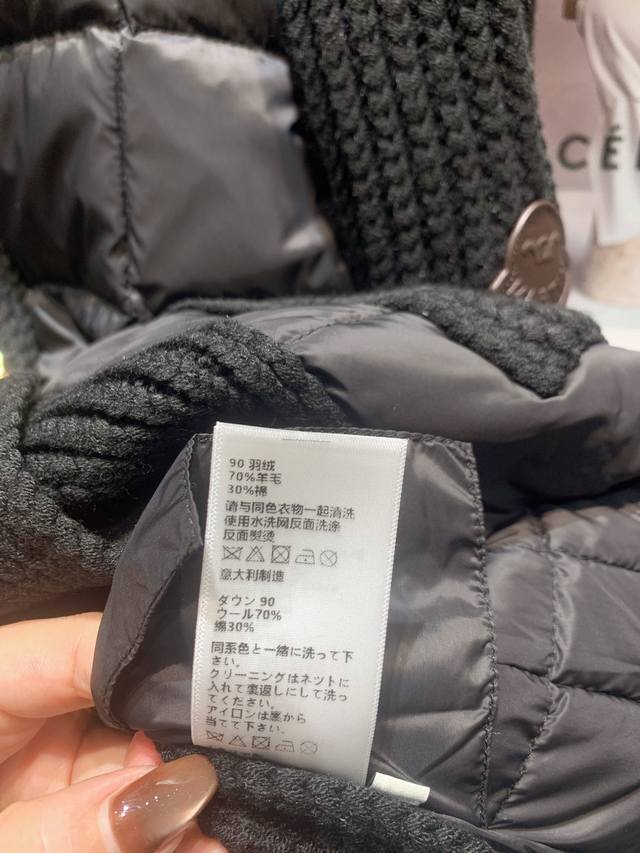 CÉ
90 羽绒
70%羊毛
30%棉
请与同色衣物一起清洗
使用水洗网反面洗涤
反面熨烫
意大利制造
ダウン 90
ウール70%
綿30%
同系色と一緒に洗って下
さい。
クリーニングはネットに
入れて裏返しにして洗っ
てください。
アイロンは裏から
当てて下さい。